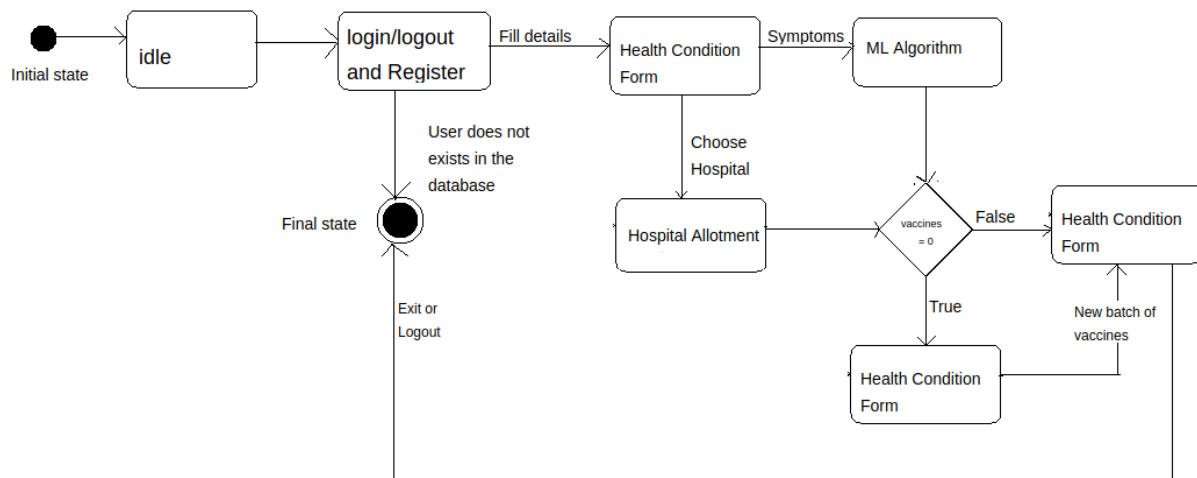 Initial state
idle
login/logout
and Register
Fill details
Health Condition
Form
Symptoms
ML Algorithm
User does not
exists in the
database
Choose
Hospital
Final state
Hospital Allotment
vaccines
= 0
False
Health Condition
Form
True
New batch of
vaccines
Exit or
Logout
Health Condition
Form